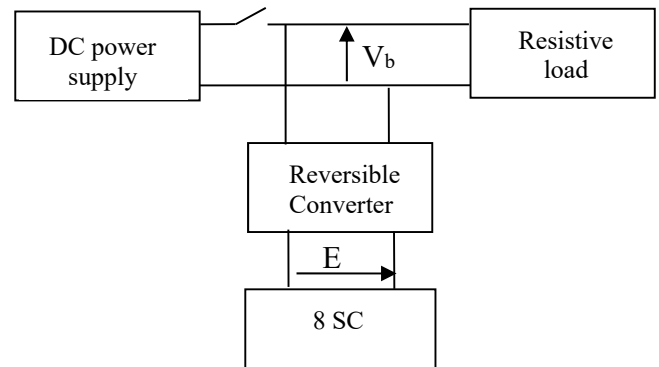 DC power
supply
Vb
Resistive
load
Reversible
Converter
E
8 SC